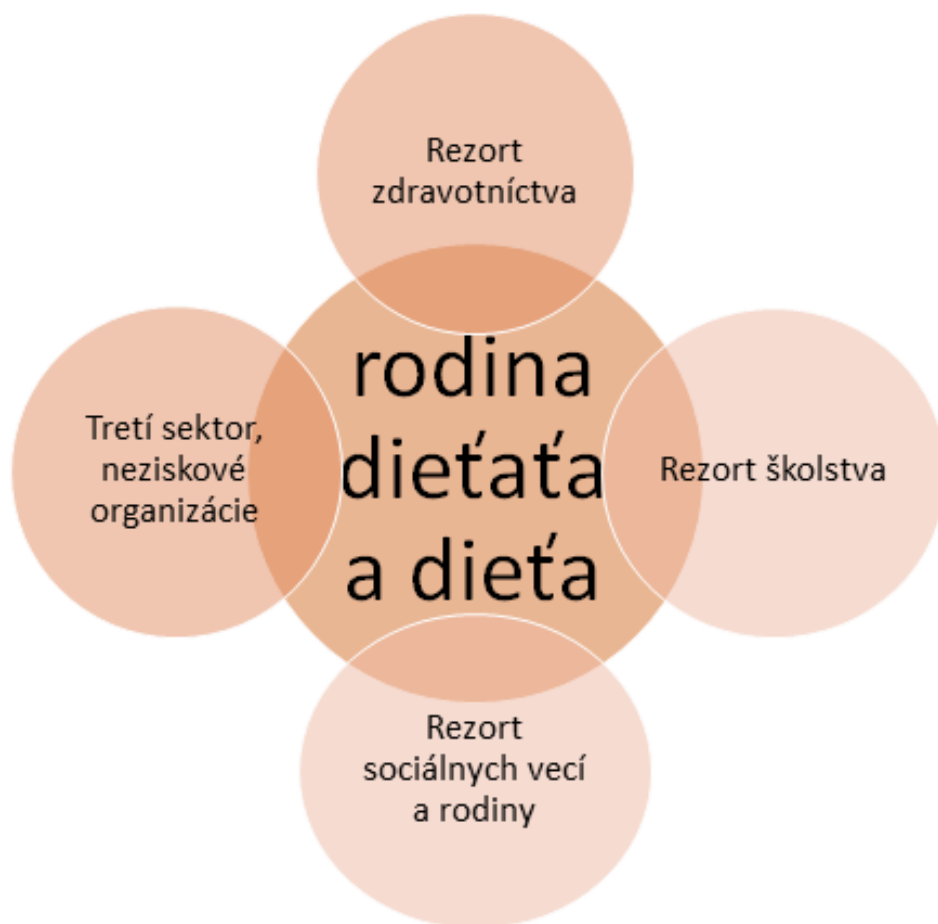 Rezort
zdravotníctva
rodina
dieťaťa
a dieťa
Tretí sektor,
neziskové
organizácie
Rezort školstva
Rezort
sociálnych vecí
a rodiny